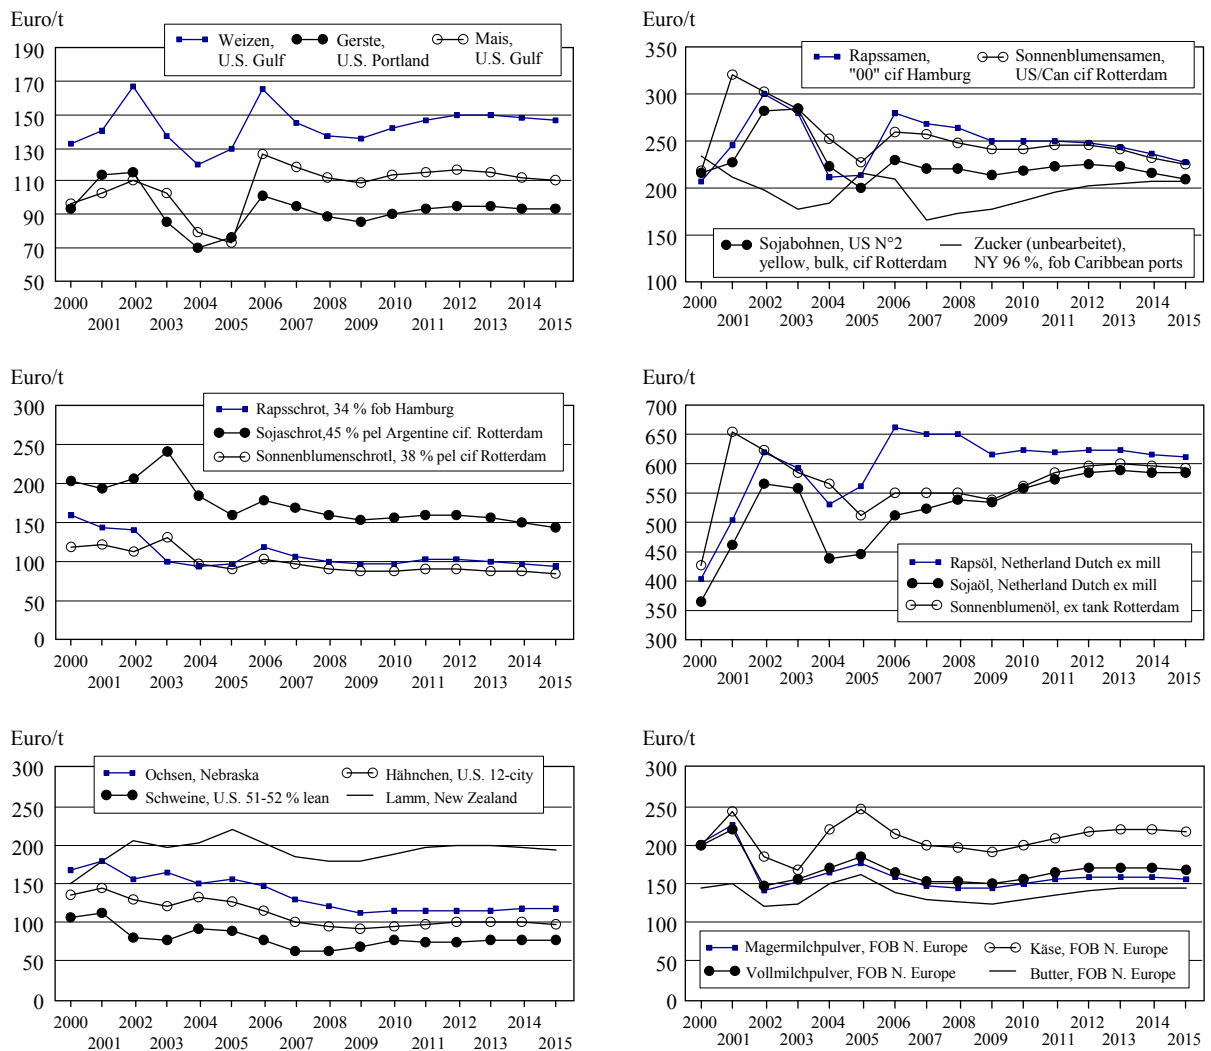 Euro/t
Weizen, U.S. Gulf
Gerste, U.S. Portland
Mais, U.S. Gulf
190
170
150
130
110
90
70
50
2000 2002 2004 2006 2008 2010 2012 2014
2001 2003 2005 2007 2009 2011 2013 2015
Euro/t
Rapssamen, "00" cif Hamburg
Sonnenblumensamen, US/Can cif Rotterdam
350
300
250
200
150
100
Sojabohnen, US N°2 yellow, bulk, cif Rotterdam
Zucker (unbearbeitet), NY 96 %, fob Caribbean ports
2000 2002 2004 2006 2008 2010 2012 2014
2001 2003 2005 2007 2009 2011 2013 2015
Euro/t
300
250
200
150
100
50
0
Rapsschrot, 34 % fob Hamburg
Sojaschrot,45 % pel Argentine cif. Rotterdam
Sonnenblumenschrotl, 38 % pel cif Rotterdam
2000 2002 2004 2006 2008 2010 2012 2014
2001 2003 2005 2007 2009 2011 2013 2015
Euro/t
700
650
600
550
500
450
400
350
300
Rapsöl, Netherland Dutch ex mill
Sojaöl, Netherland Dutch ex mill
Sonnenblumenöl, ex tank Rotterdam
2000 2002 2004 2006 2008 2010 2012 2014
2001 2003 2005 2007 2009 2011 2013 2015
Euro/t
300
250
200
150
100
50
0
Ochsen, Nebraska
Hähnchen, U.S. 12-city
Schweine, U.S. 51-52 % lean
Lamm, New Zealand
2000 2002 2004 2006 2008 2010 2012 2014
2001 2003 2005 2007 2009 2011 2013 2015
Euro/t
300
250
200
150
100
50
0
Magermilchpulver, FOB N. Europe
Käse, FOB N. Europe
Vollmilchpulver, FOB N. Europe
Butter, FOB N. Europe
2000 2002 2004 2006 2008 2010 2012 2014
2001 2003 2005 2007 2009 2011 2013 2015